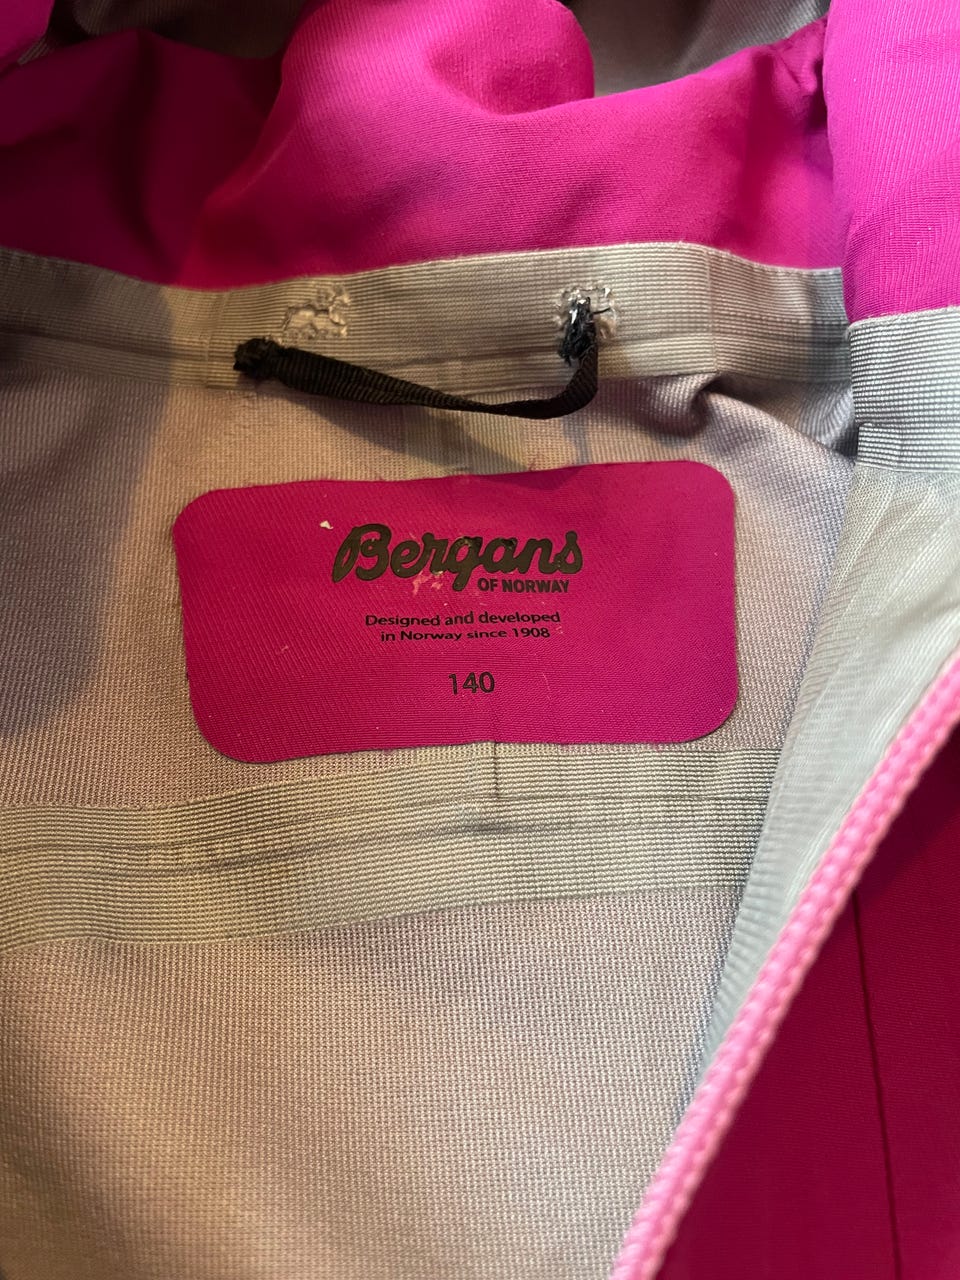 Bergans
OF NORWAY
Designed and developed
in Norway since 1908
140